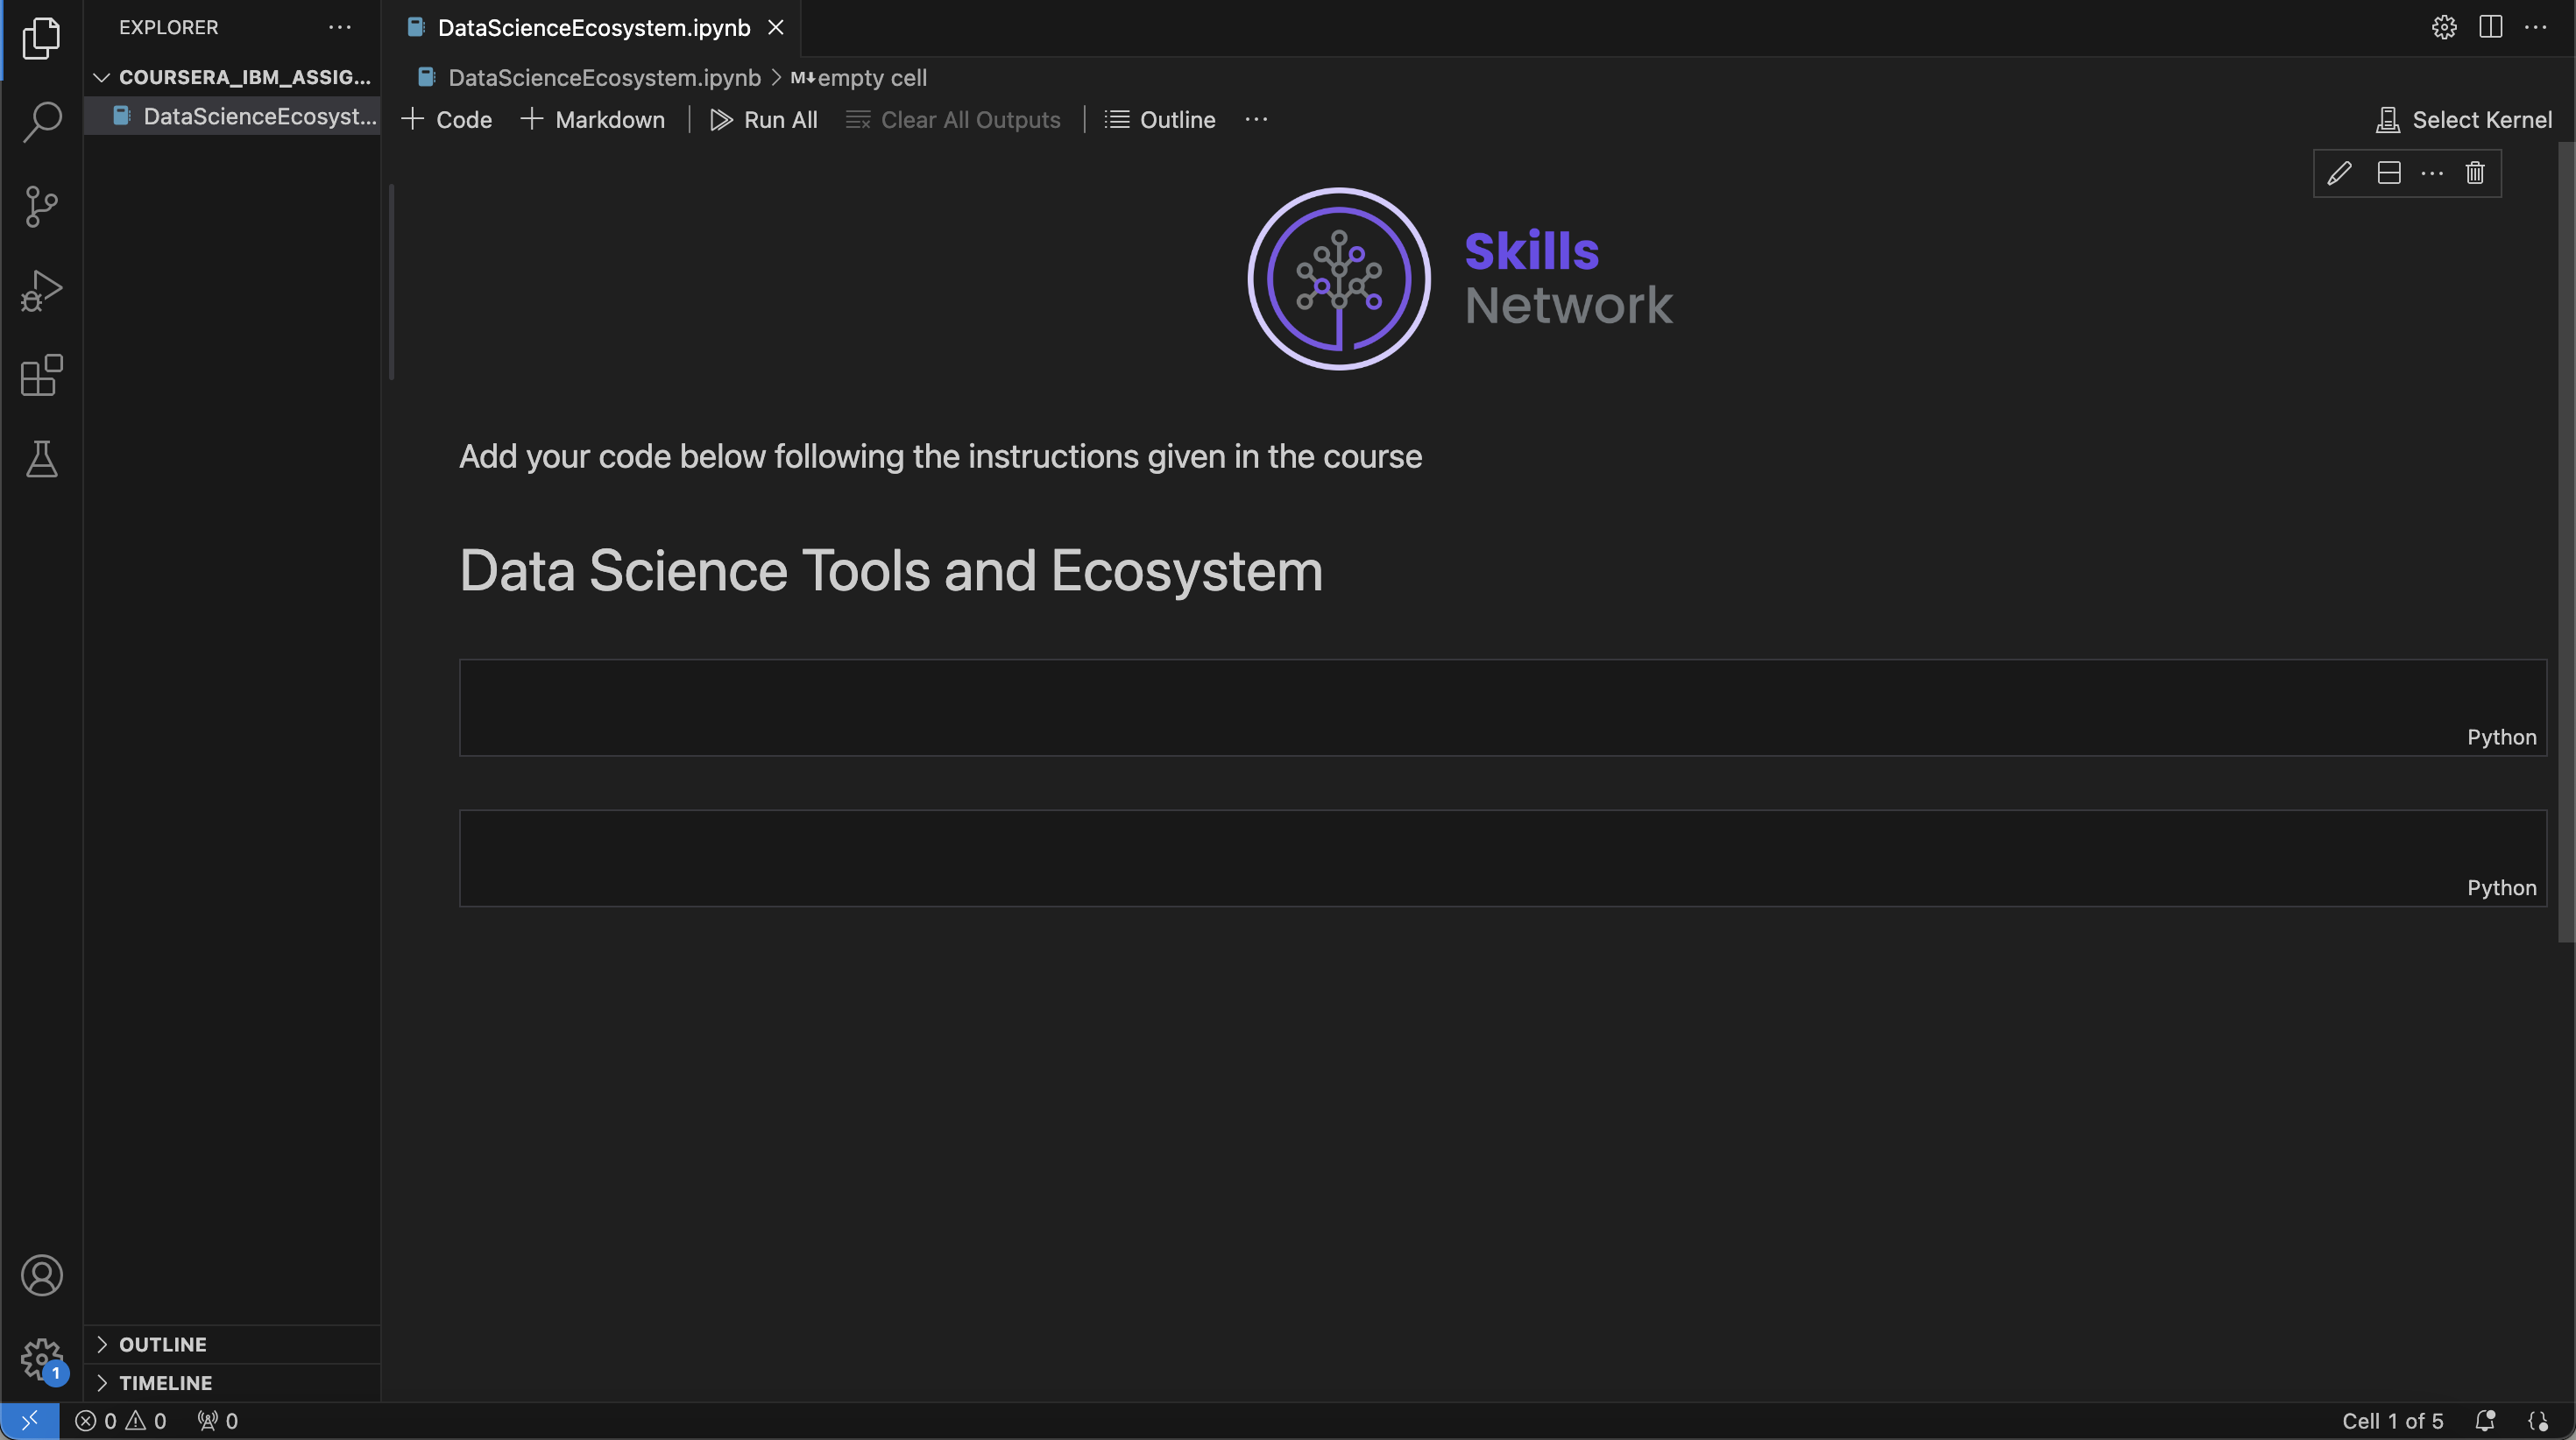 EXPLORER
COURSERA_IBM_ASSIG...
DataScienceEcosyst...
DataScienceEcosystem.ipynb
DataScienceEcosystem.ipynb > M↓ empty cell
+ Code + Markdown | Run All Clear All Outputs | Outline ...
Select Kernel
Skills
Network
Add your code below following the instructions given in the course
Data Science Tools and Ecosystem
Python
Python
1
OUTLINE
TIMELINE
0 0 0
Cell 1 of 5